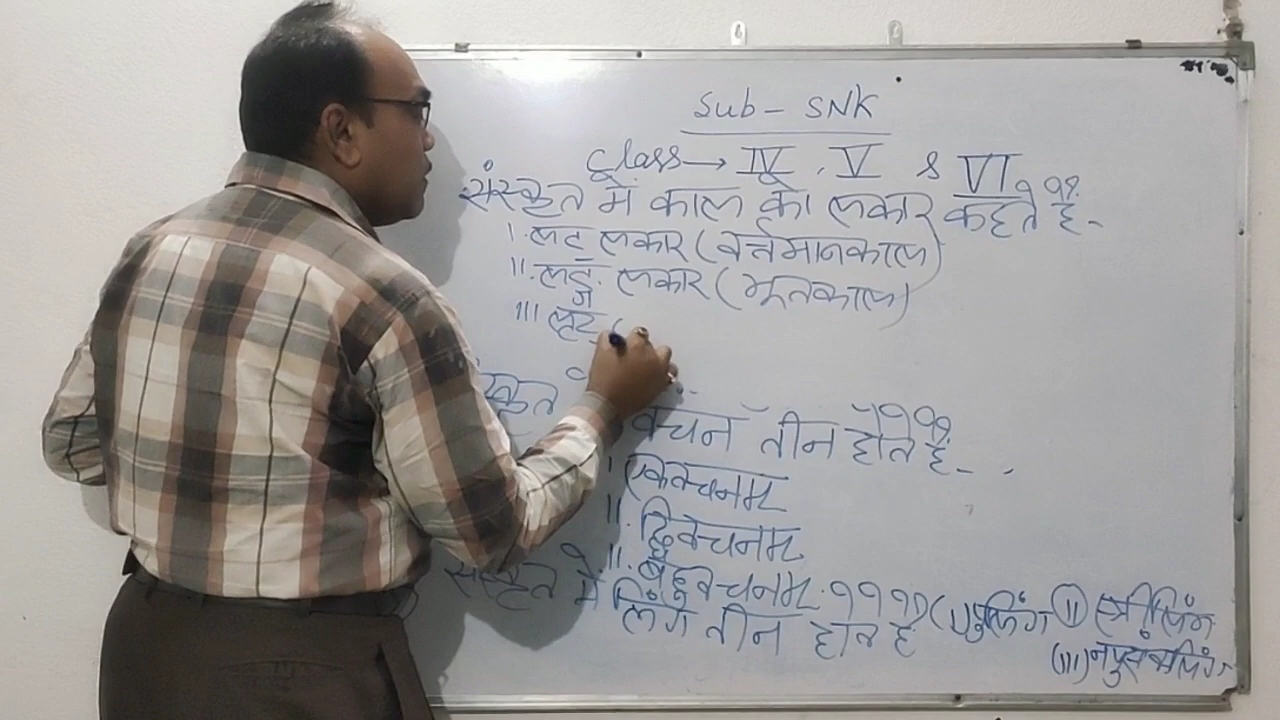 Sub - SNK
Class → IV, V & VI
संस्कृत में काल को लकार कहते हैं-
I. लट् लकार (वर्त्तमानकाल)
II. लङ् लकार (भूतकाल)
III लृट् (
वचन तीन होते हैं-
I एकवचनम्
II. द्विवचनम्
II. बहुवचनम्
संस्कृत में लिंग तीन होते हैं (I) पुलिंग (II) स्त्रीलिंग
(III) नपुंसकलिंग